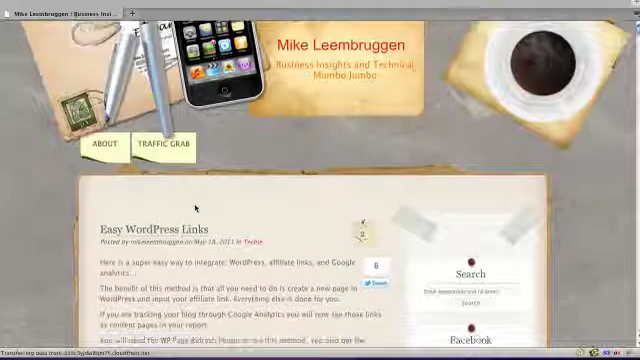 Mike Leembruggen | Business Insi...
Mike Leembruggen
Business Insights and Technical
Mumbo Jumbo
ABOUT
TRAFFIC GRAB
Easy WordPress Links
Posted by mikeleembruggen on Mar 18, 2011 in Techie
2
Here is a super easy way to integrate: WordPress, affiliate links, and Google
analytics...
6
Tweet
The benefit of this method is that all you need to do is create a new page in
WordPress and input your affiliate link. Everything else is done for you.
If you are tracking your blog through Google Analytics you will now see those links
as content pages in your report.
Search
Search
Facebook